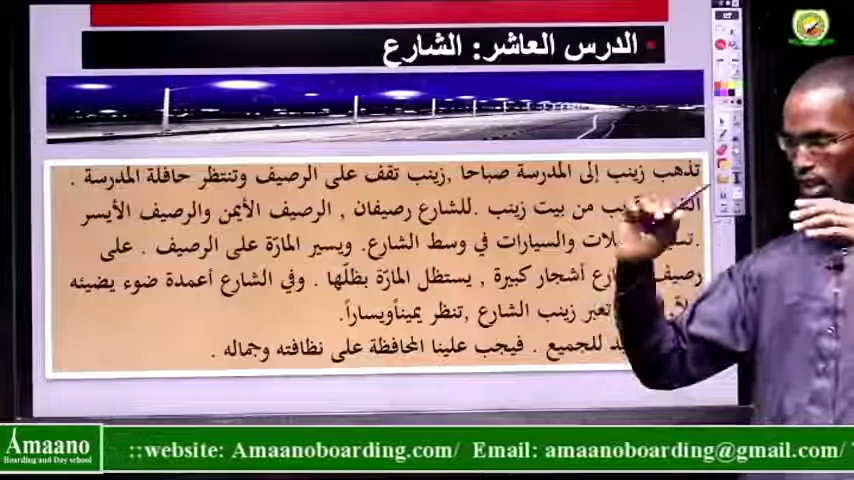 الدرس العاشر: الشارع
تذهب زينب إلى المدرسة صباحا ,زينب تقف على الرصيف وتنتظر حافلة المدرسة .
من بيت زينب .للشارع رصيفان , الرصيف الأيمن والرصيف الأيسر
والسيارات في وسط الشارع. ويسير المارّة على الرصيف . على
أشجار كبيرة , يستظل المارّة بظلّها . وفي الشارع أعمدة ضوء يضيئه
تعبر زينب الشارع ,تنظر يميناًويساراً.
للجميع . فيجب علينا المحافظة على نظافته وجماله .
Amaano
Boarding and Day school
::website: Amaanoboarding.com/ Email: amaanoboarding@gmail.com/